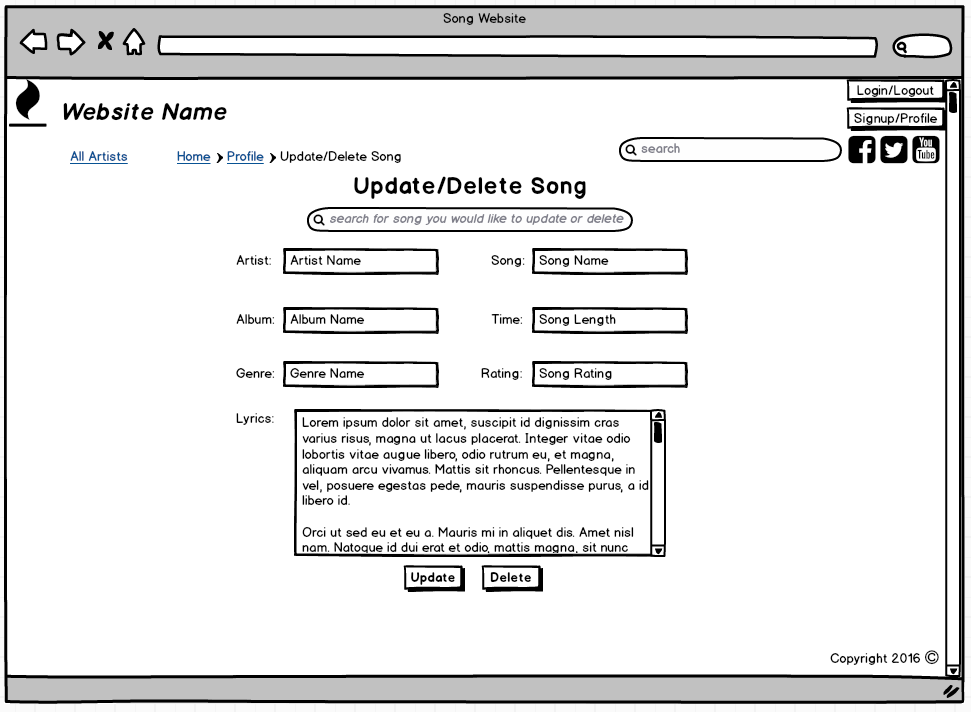 Song Website
Login/Logout
Website Name
Signup/Profile
search
You
Tube
All Artists Home Profile Update/Delete Song
Update/Delete Song
search for song you would like to update or delete
Artist: Artist Name Song: Song Name
Album: Album Name Time: Song Length
Genre: Genre Name Rating: Song Rating
Lyrics:
Lorem ipsum dolor sit amet, suscipit id dignissim cras
varius risus, magna ut lacus placerat. Integer vitae odio
lobortis vitae augue libero, odio rutrum eu, et magna,
aliquam arcu vivamus. Mattis sit rhoncus. Pellentesque in
vel, posuere egestas pede, mauris suspendisse purus, a id
libero id.
Orci ut sed eu et eu a. Mauris mi in aliquet dis. Amet nisl
nam. Natoque id dui erat et odio, mattis magna, sit nunc
Update Delete
Copyright 2016 ©